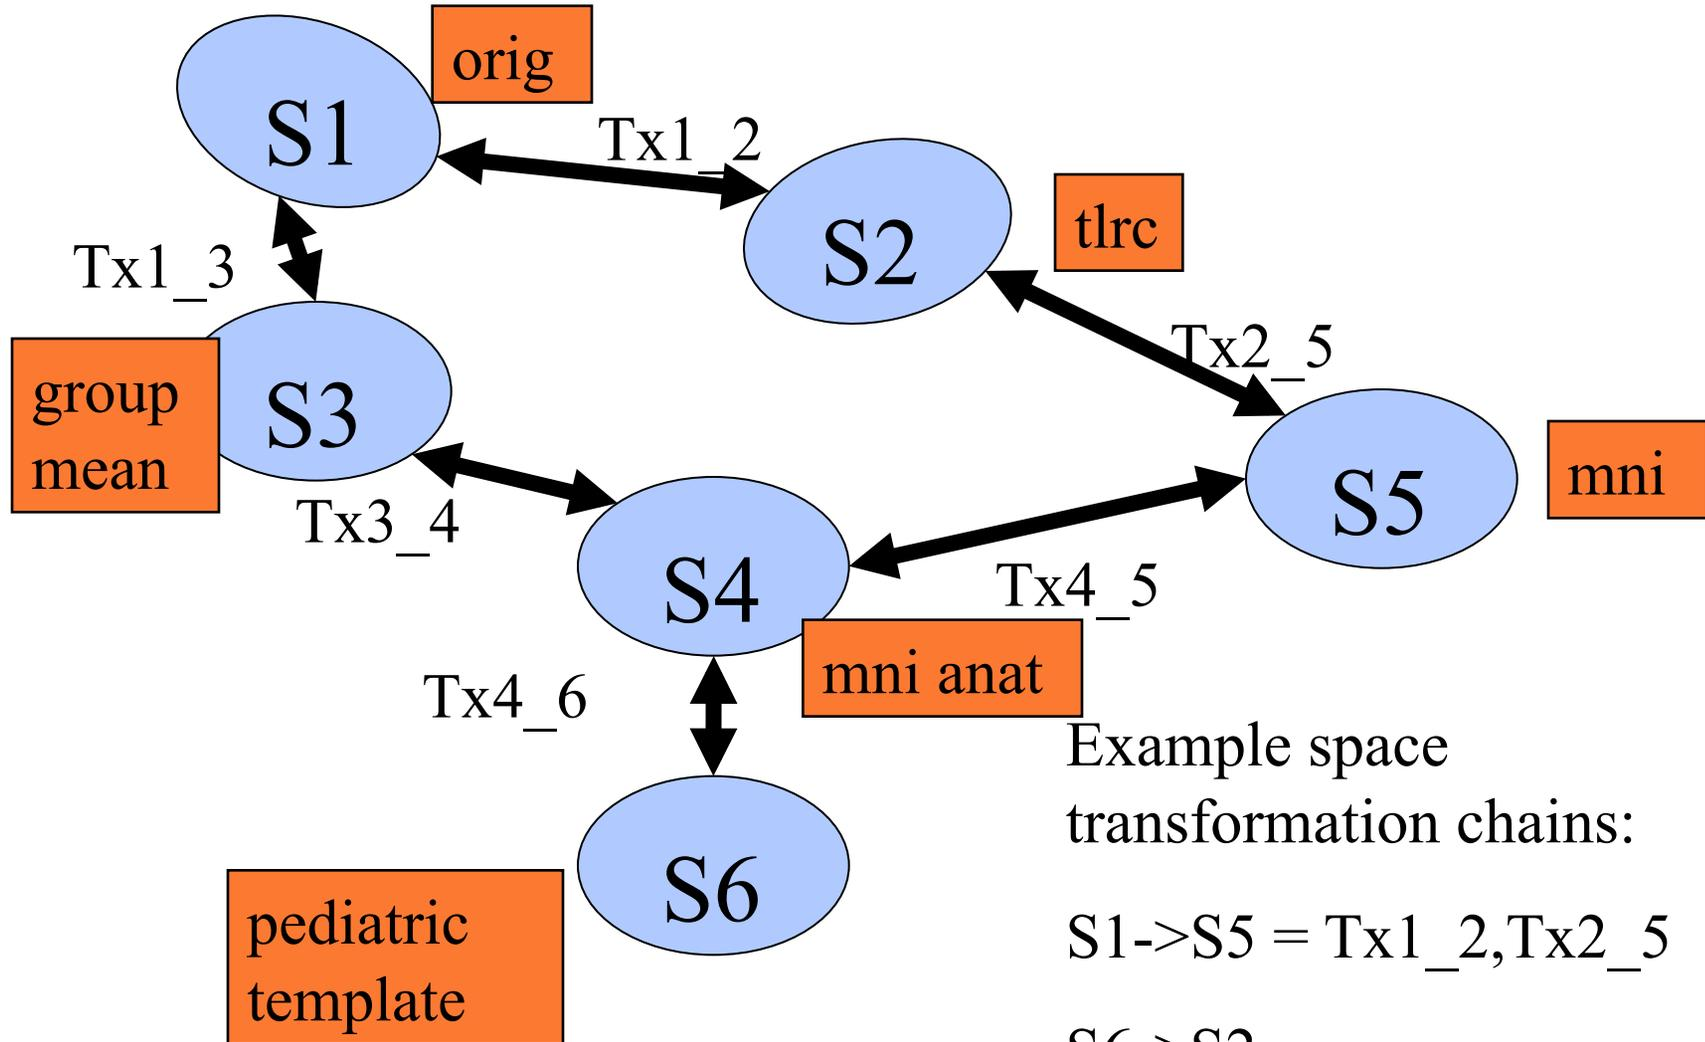 orig
S1
Tx1_2
tlrc
S2
Tx1_3
Tx2_5
group
mean
S3
mni
S5
Tx3_4
S4
Tx4_5
mni anat
Tx4_6
Example space
transformation chains:
S6
pediatric
template
S1->S5 = Tx1_2,Tx2_5